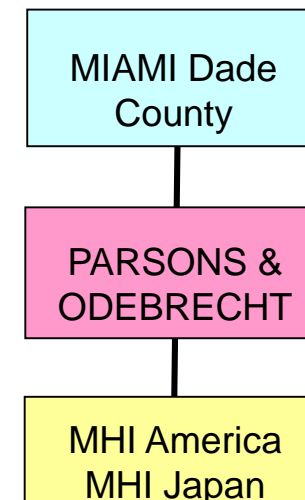 MIAMI Dade
County
PARSONS &
ODEBRECHT
MHI America
MHI Japan